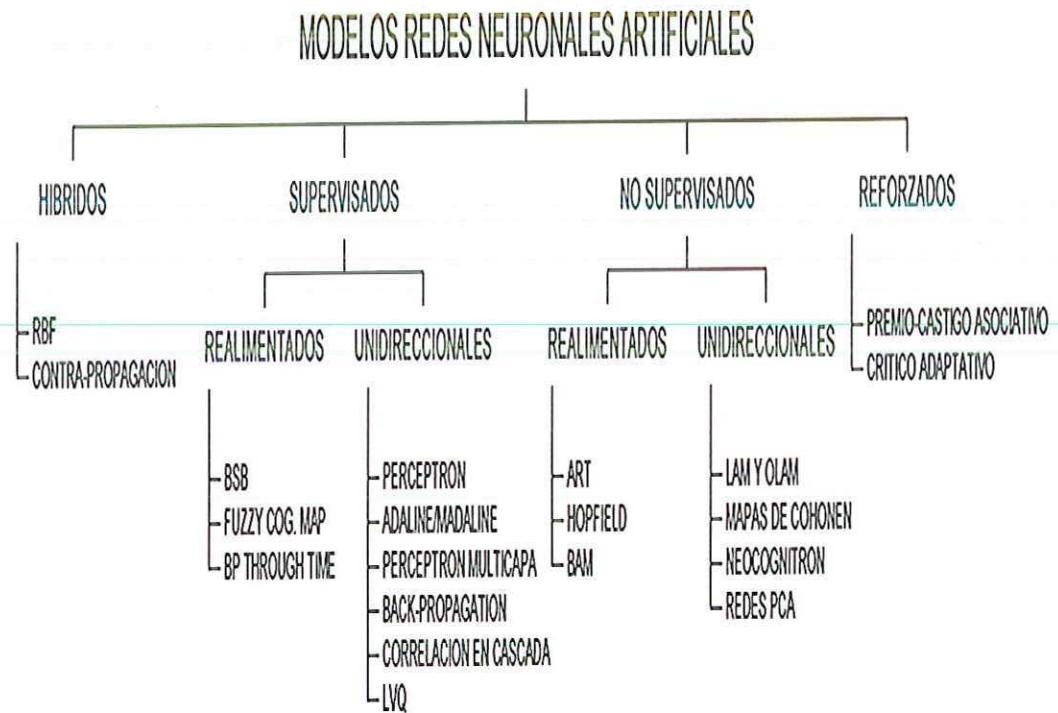 MODELOS REDES NEURONALES ARTIFICIALES
HIBRIDOS
SUPERVISADOS
NO SUPERVISADOS
REFORZADOS
RBF
CONTRA-PROPAGACION
REALIMENTADOS
UNIDIRECCIONALES
REALIMENTADOS
UNIDIRECCIONALES
PREMIO-CASTIGO ASOCIATIVO
CRITICO ADAPTATIVO
BSB
FUZZY COG. MAP
BP THROUGH TIME
PERCEPTRON
ADALINE/MADALINE
PERCEPTRON MULTICAPA
BACK-PROPAGATION
CORRELACION EN CASCADA
LVQ
ART
HOPFIELD
BAM
LAM Y OLAM
MAPAS DE COHONEN
NEOCOGNITRON
REDES PCA